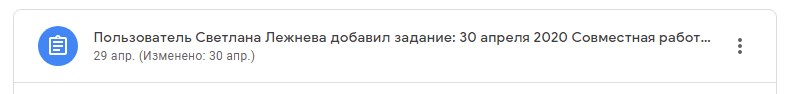 Пользователь Светлана Лежнева добавил задание: 30 апреля 2020 Совместная работ...
29 апр. (Изменено: 30 апр.)